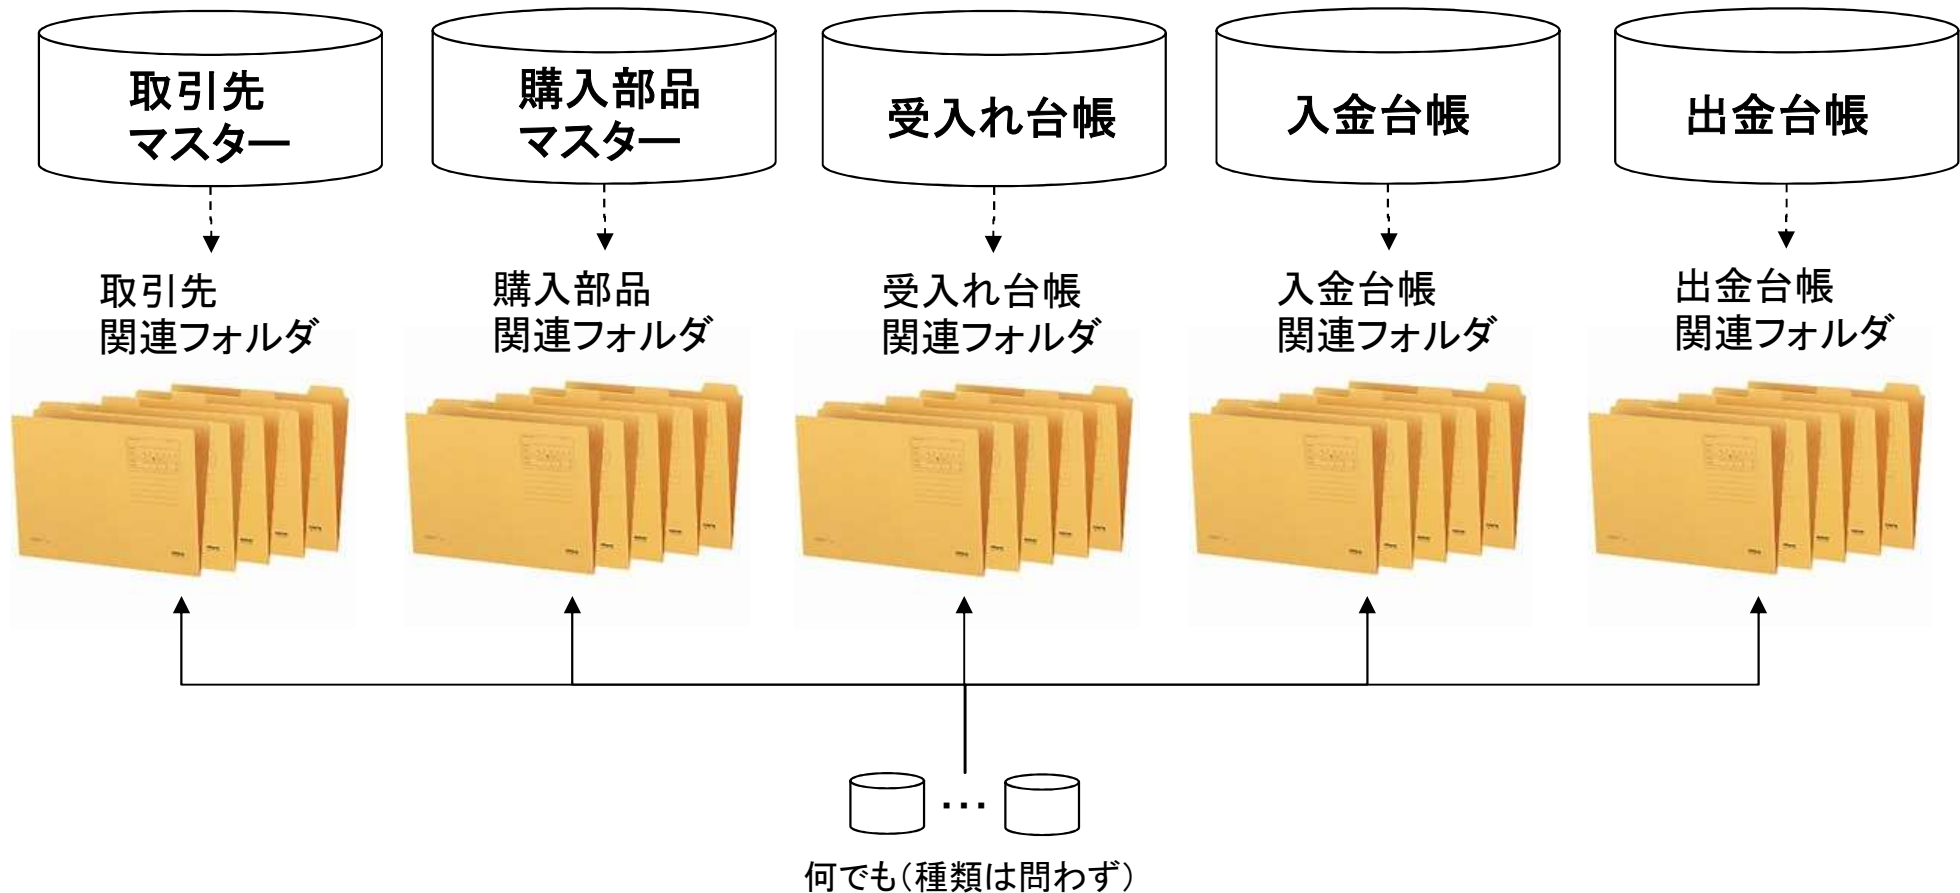 取引先
マスター
購入部品
マスター
受入れ台帳
入金台帳
出金台帳
取引先
関連フォルダ
購入部品
関連フォルダ
受入れ台帳
関連フォルダ
入金台帳
関連フォルダ
出金台帳
関連フォルダ
...
何でも（種類は問わず）